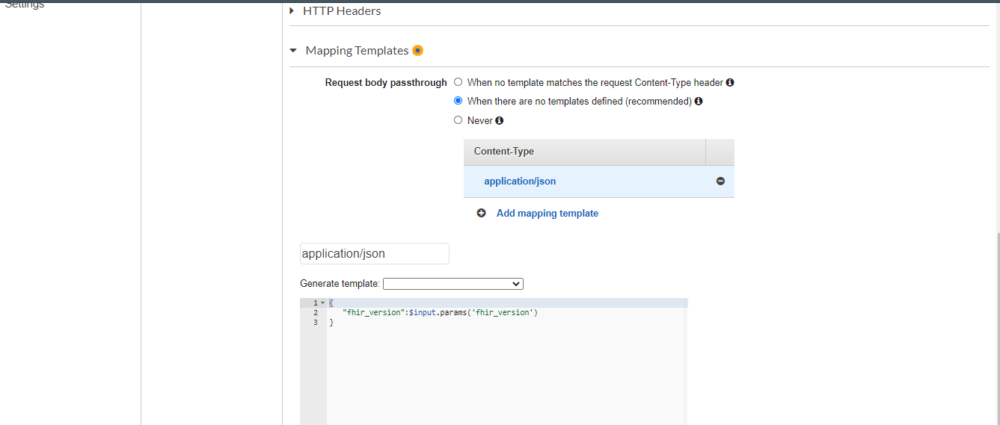 Settings
HTTP Headers
Mapping Templates
Request body passthrough
When no template matches the request Content-Type header
When there are no templates defined (recommended)
Never
Content-Type
application/json
Add mapping template
application/json
Generate template:
1 {
2 "fhir_version":$input.params('fhir_version')
3 }